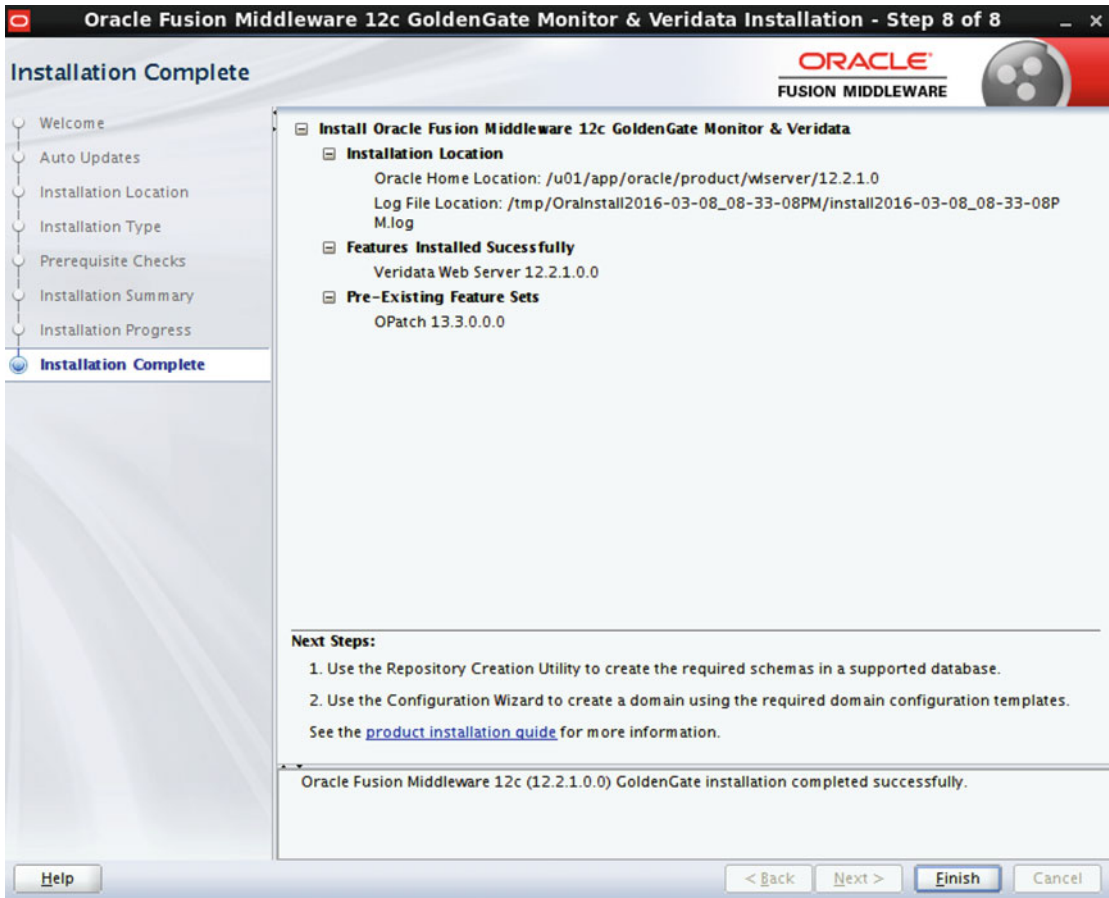 Oracle Fusion Middleware 12c GoldenGate Monitor & Veridata Installation - Step 8 of 8
Installation Complete
ORACLE
FUSION MIDDLEWARE
Welcome
Auto Updates
Installation Location
Installation Type
Prerequisite Checks
Installation Summary
Installation Progress
Installation Complete
Install Oracle Fusion Middleware 12c GoldenGate Monitor & Veridata
Installation Location
Oracle Home Location: /u01/app/oracle/product/wlserver/12.2.1.0
Log File Location: /tmp/OraInstall2016-03-08_08-33-08PM/install2016-03-08_08-33-08P
M.log
Features Installed Sucessfully
Veridata Web Server 12.2.1.0.0
Pre-Existing Feature Sets
OPatch 13.3.0.0.0
Next Steps:
1. Use the Repository Creation Utility to create the required schemas in a supported database.
2. Use the Configuration Wizard to create a domain using the required domain configuration templates.
See the product installation guide for more information.
Oracle Fusion Middleware 12c (12.2.1.0.0) GoldenGate installation completed successfully.
Help
< Back Next > Finish Cancel